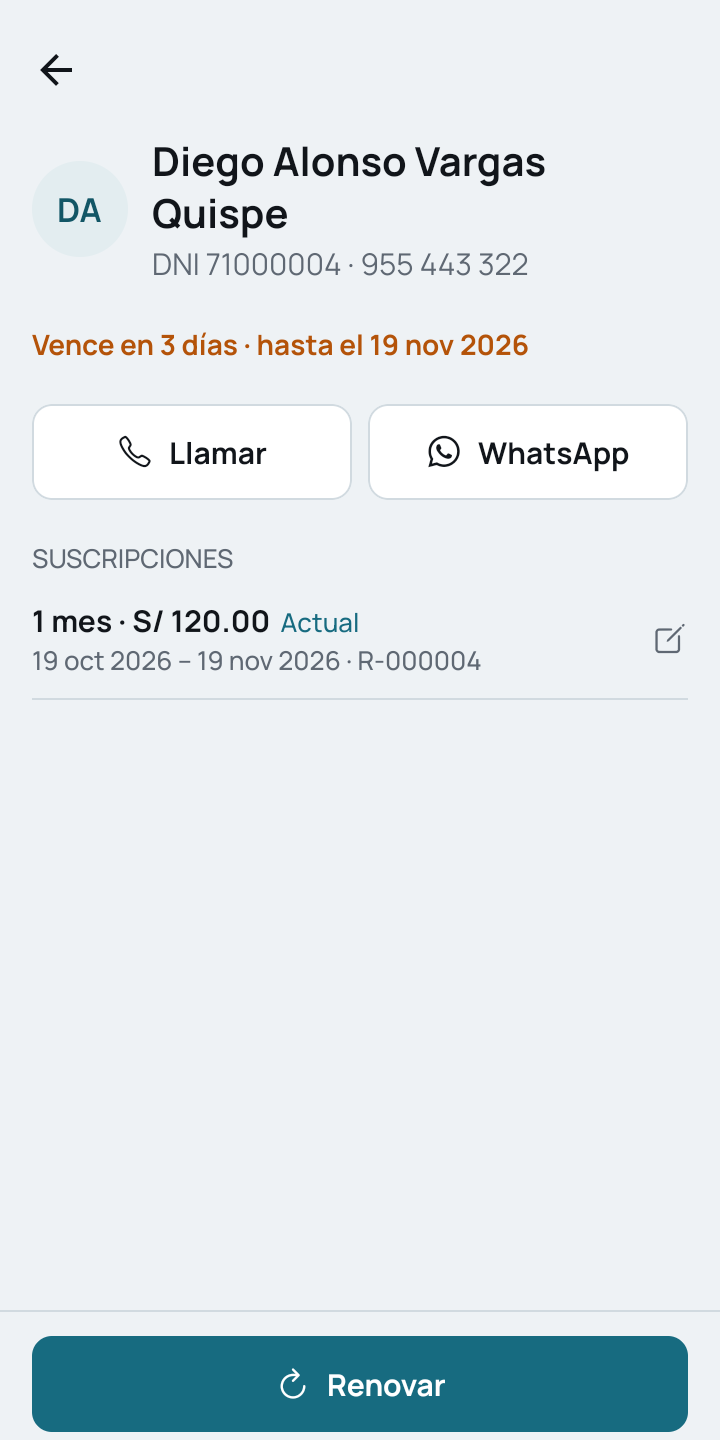 DA
Diego Alonso Vargas
Quispe
DNI 71000004 · 955 443 322
Vence en 3 días · hasta el 19 nov 2026
Llamar
WhatsApp
SUSCRIPCIONES
1 mes · S/ 120.00 Actual
19 oct 2026 – 19 nov 2026 · R-000004
Renovar